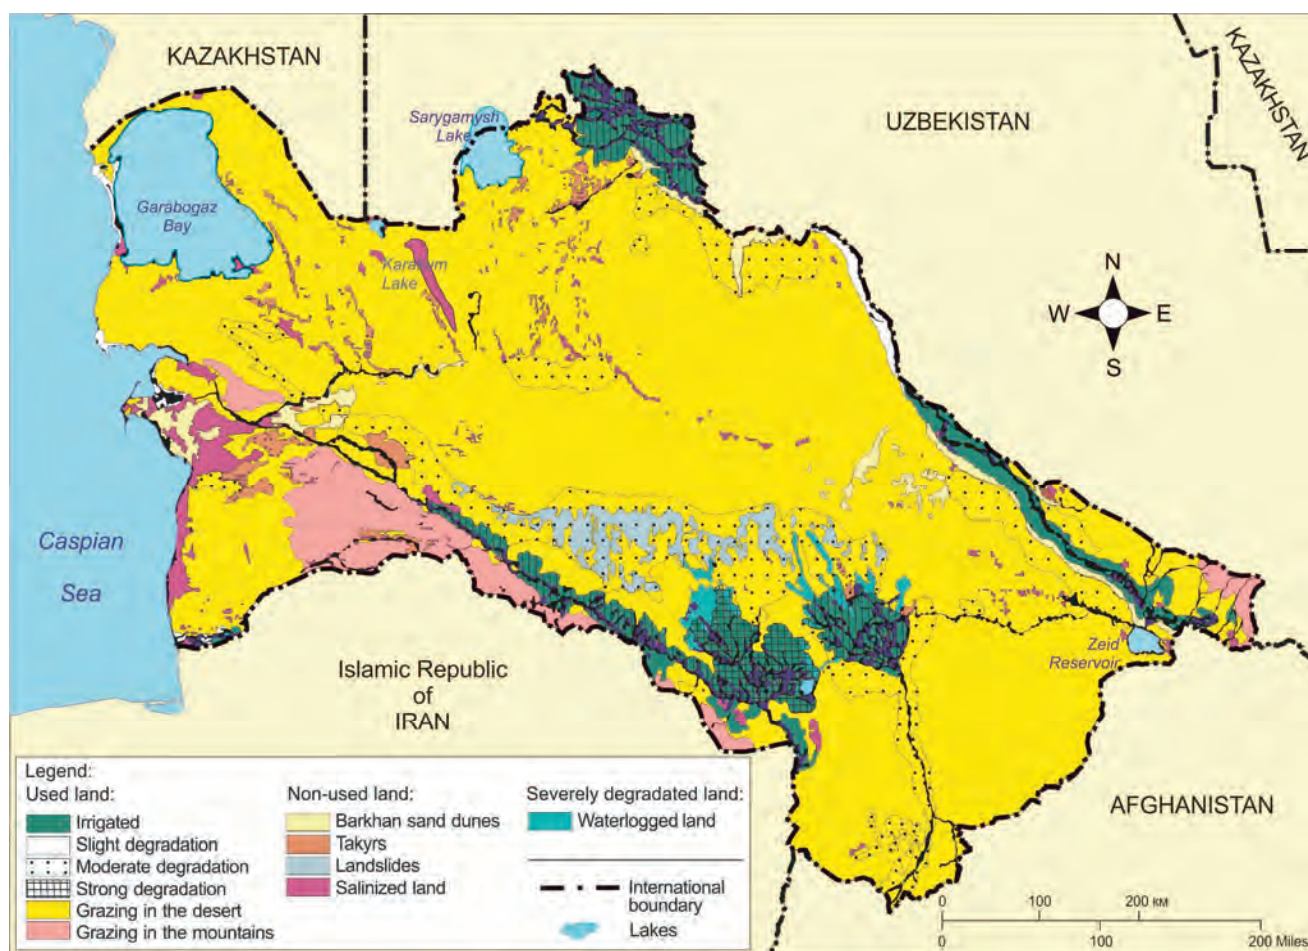 KAZAKHSTAN
KAZAKHSTAN
Sarygamysh
Lake
UZBEKISTAN
Garabogaz
Bay
Karakum
Lake
N
W
E
S
Caspian
Sea
Islamic Republic
of
IRAN
Zeid
Reservoir
AFGHANISTAN
Legend:
Used land:
Irrigated
Slight degradation
Moderate degradation
Strong degradation
Grazing in the desert
Grazing in the mountains
Non-used land:
Barkhan sand dunes
Takyrs
Landslides
Salinized land
Severely degradated land:
Waterlogged land
International
boundary
Lakes
0 100 200 км
0 100 200 Miles